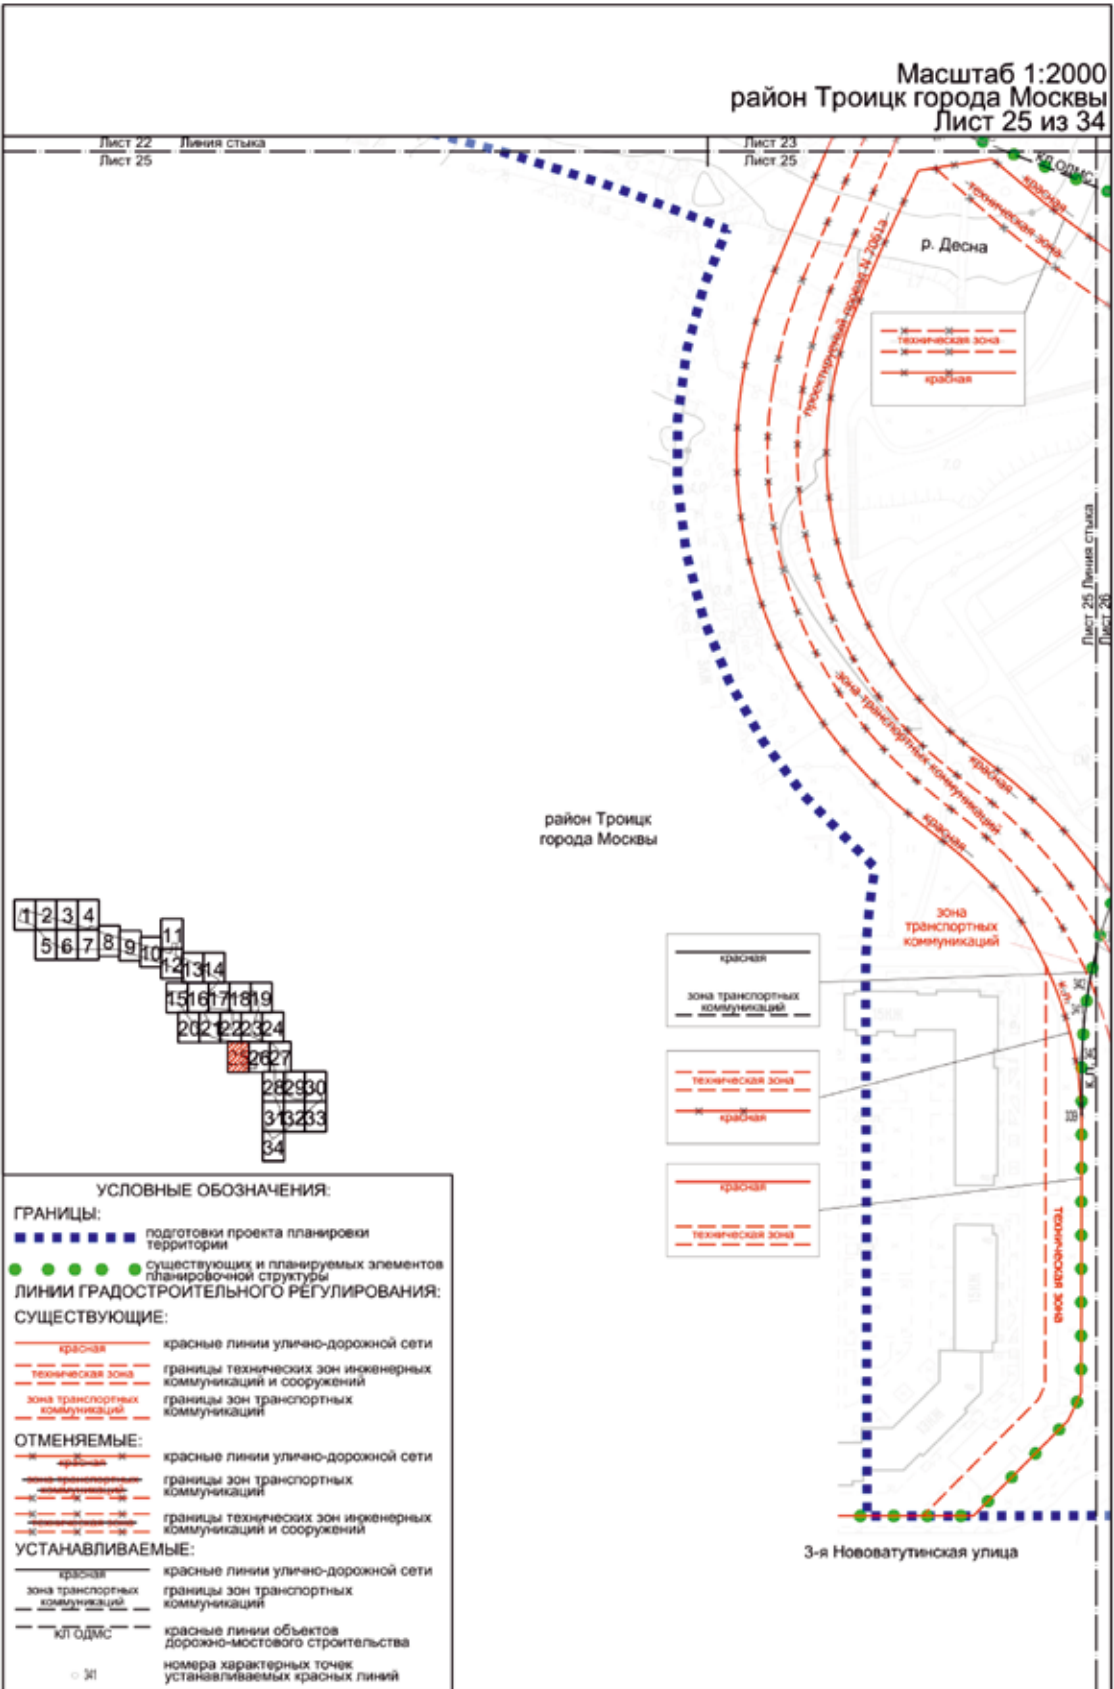 Масштаб 1:2000
район Троицк города Москвы
Лист 25 из 34
Лист 22 Линия стыка
Лист 25
Лист 23
Лист 25
КЛ ОДМС
красная
техническая зона
р. Десна
проектируемый проезд N 7061а
техническая зона
красная
Лист 25 Линия стыка
Лист 26
зона транспортных коммуникаций
красная
красная
район Троицк
города Москвы
зона
транспортных
коммуникаций
красная
зона транспортных
коммуникаций
342
341
340
339
техническая зона
красная
красная
техническая зона
техническая зона
3-я Нововатутинская улица
1 2 3 4
5 6 7 8 9 10 11
12 13 14
15 16 17 18 19
20 21 22 23 24
25 26 27
28 29 30
31 32 33
34
УСЛОВНЫЕ ОБОЗНАЧЕНИЯ:
ГРАНИЦЫ:
подготовки проекта планировки
территории
существующих и планируемых элементов
планировочной структуры
ЛИНИИ ГРАДОСТРОИТЕЛЬНОГО РЕГУЛИРОВАНИЯ:
СУЩЕСТВУЮЩИЕ:
красная
красные линии улично-дорожной сети
техническая зона
границы технических зон инженерных
коммуникаций и сооружений
зона транспортных
коммуникаций
границы зон транспортных
коммуникаций
ОТМЕНЯЕМЫЕ:
красная
красные линии улично-дорожной сети
зона транспортных
коммуникаций
границы зон транспортных
коммуникаций
техническая зона
границы технических зон инженерных
коммуникаций и сооружений
УСТАНАВЛИВАЕМЫЕ:
красная
красные линии улично-дорожной сети
зона транспортных
коммуникаций
границы зон транспортных
коммуникаций
КЛ ОДМС
красные линии объектов
дорожно-мостового строительства
341
номера характерных точек
устанавливаемых красных линий